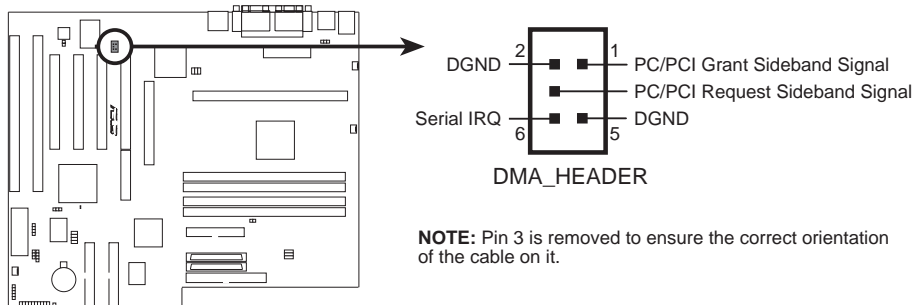 2 1
DGND PC/PCI Grant Sideband Signal
PC/PCI Request Sideband Signal
Serial IRQ DGND
6 5
DMA_HEADER
NOTE: Pin 3 is removed to ensure the correct orientation
of the cable on it.